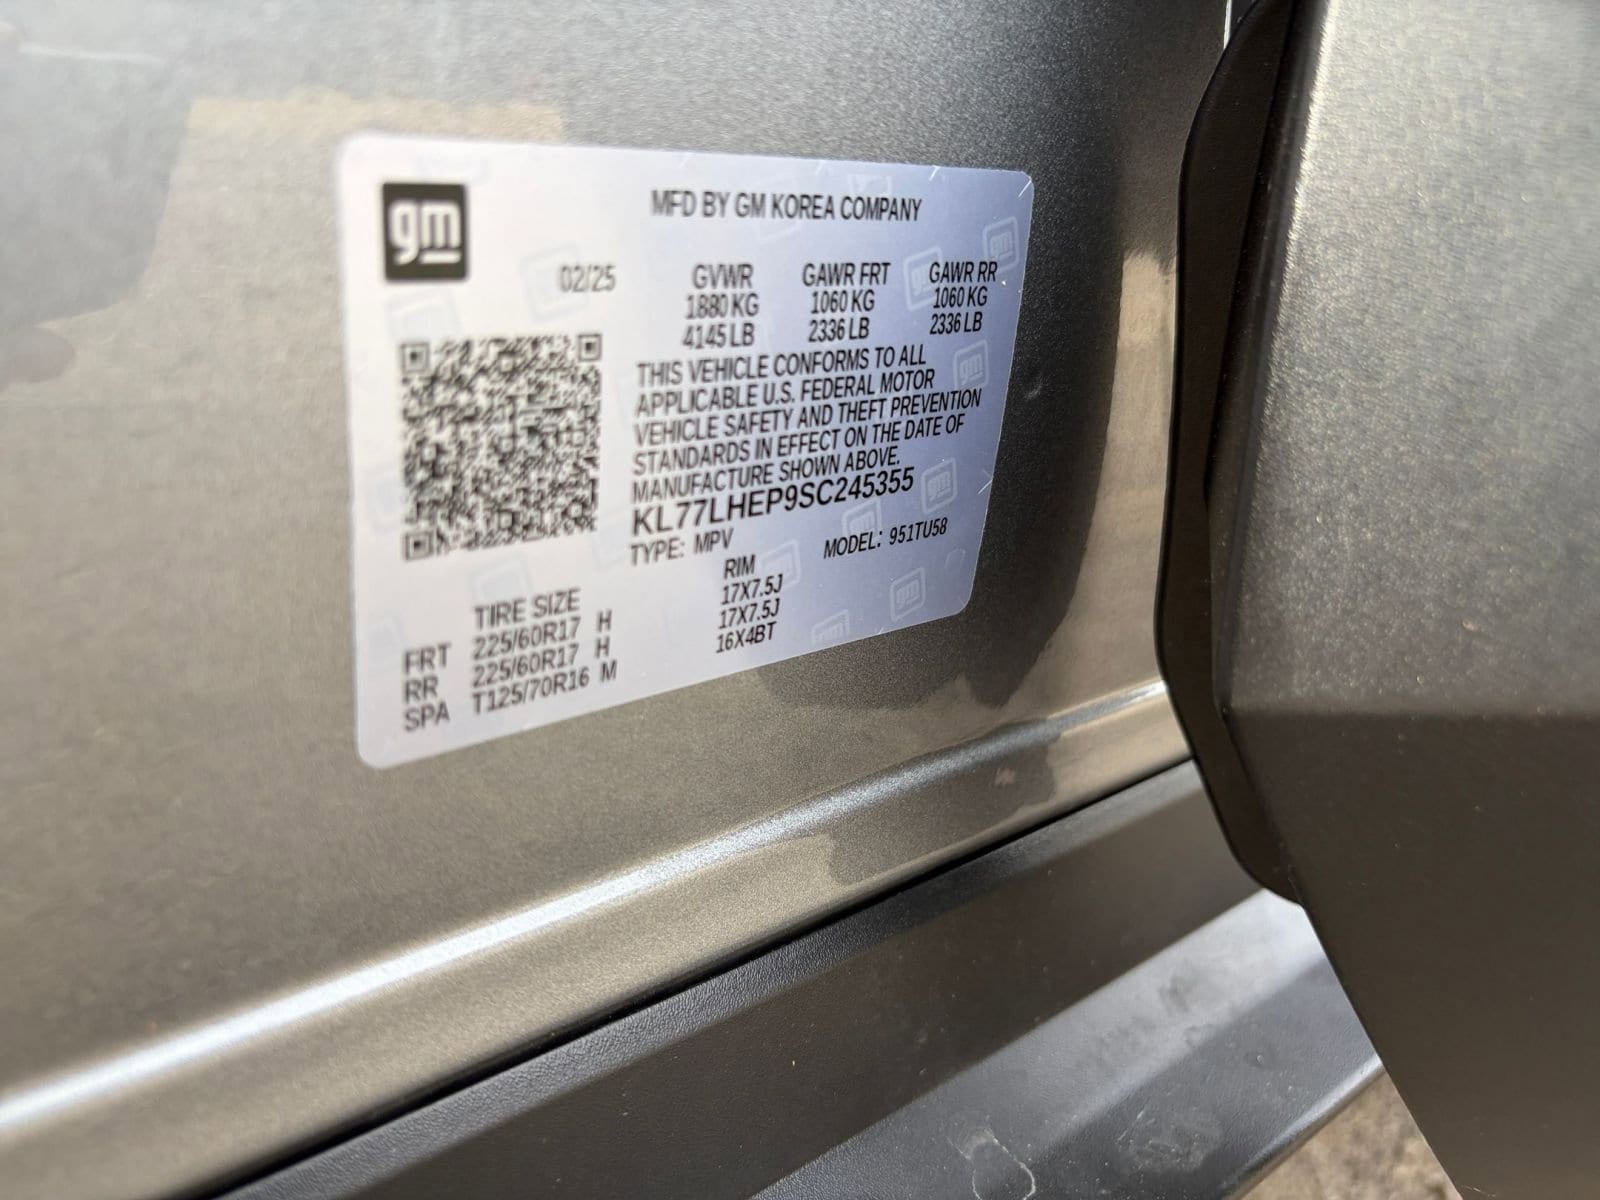 gm
MFD BY GM KOREA COMPANY
02/25
GVWR GAWR FRT GAWR RR
1880 KG 1060 KG 1060 KG
4145 LB 2336 LB 2336 LB
THIS VEHICLE CONFORMS TO ALL
APPLICABLE U.S. FEDERAL MOTOR
VEHICLE SAFETY AND THEFT PREVENTION
STANDARDS IN EFFECT ON THE DATE OF
MANUFACTURE SHOWN ABOVE.
KL77LHEP9SC245355
TYPE: MPV MODEL: 951TU58
TIRE SIZE RIM
FRT 225/60R17 H 17X7.5J
RR 225/60R17 H 17X7.5J
SPA T125/70R16 M 16X4BT